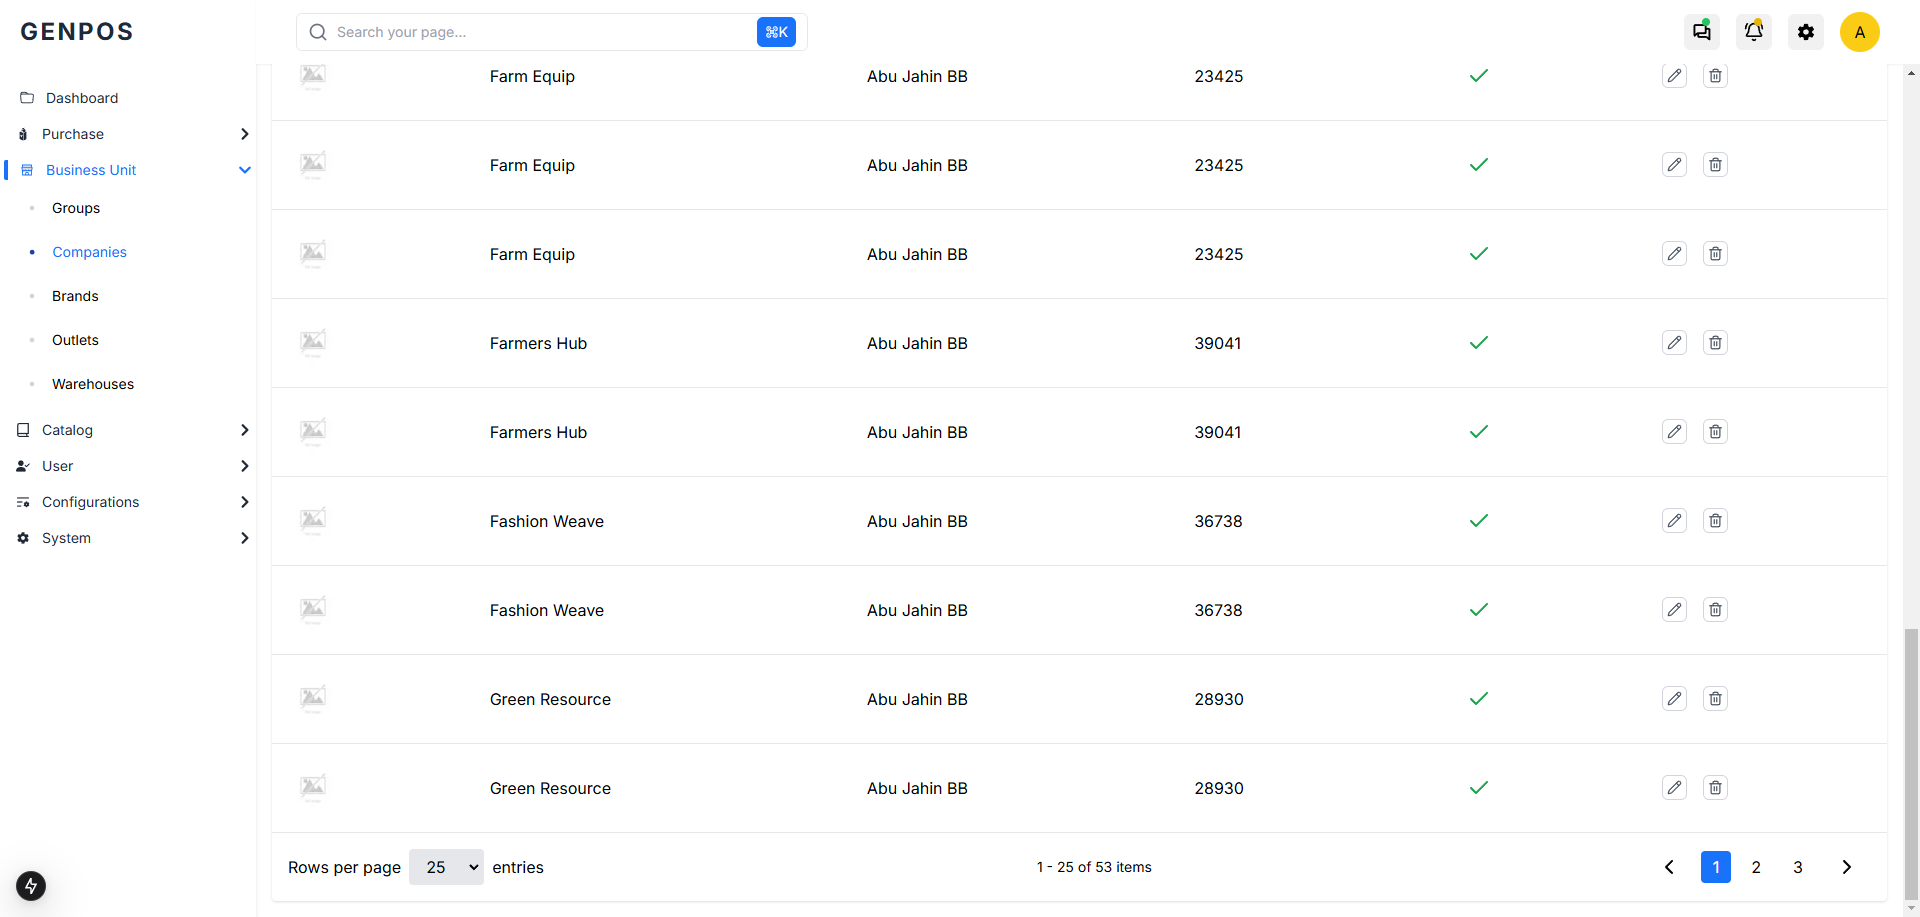 GENPOS
Search your page...
⌘K
A
Dashboard
Purchase
Business Unit
Groups
Companies
Brands
Outlets
Warehouses
Catalog
User
Configurations
System
Farm Equip Abu Jahin BB 23425
Farm Equip Abu Jahin BB 23425
Farm Equip Abu Jahin BB 23425
Farmers Hub Abu Jahin BB 39041
Farmers Hub Abu Jahin BB 39041
Fashion Weave Abu Jahin BB 36738
Fashion Weave Abu Jahin BB 36738
Green Resource Abu Jahin BB 28930
Green Resource Abu Jahin BB 28930
Rows per page 25 entries 1 - 25 of 53 items 1 2 3